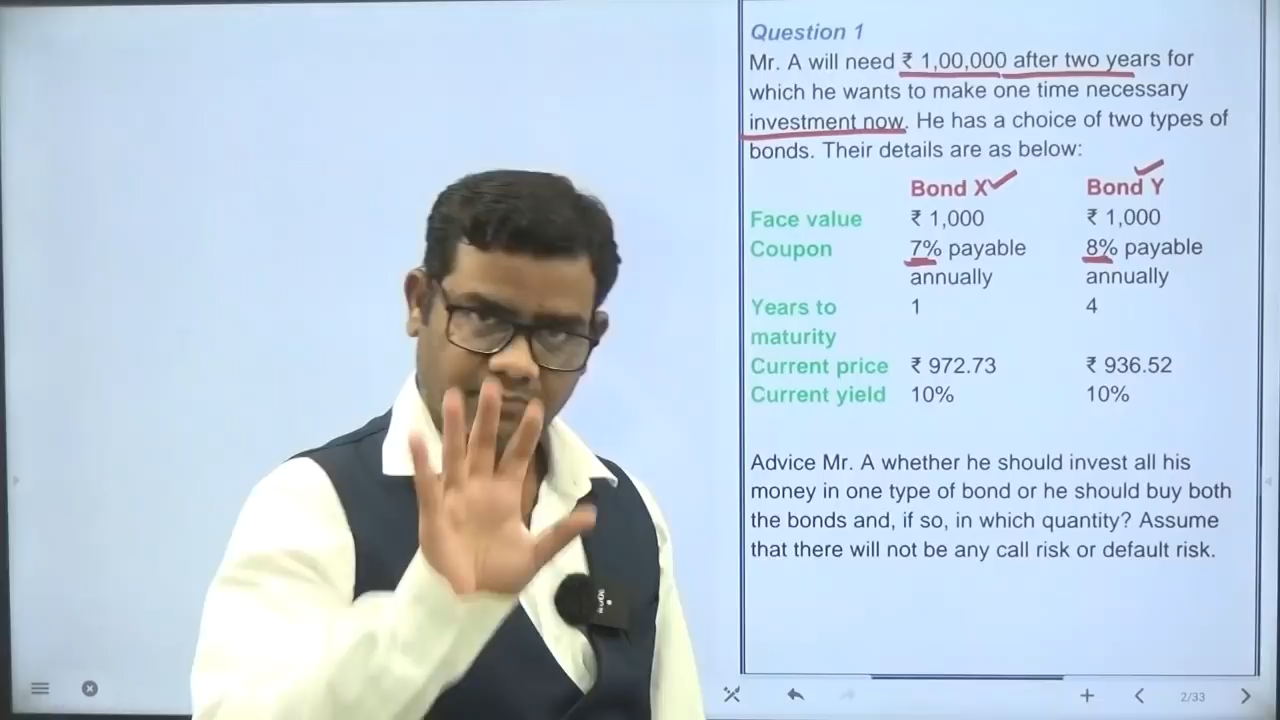 Question 1
Mr. A will need ₹ 1,00,000 after two years for
which he wants to make one time necessary
investment now. He has a choice of two types of
bonds. Their details are as below:
Bond X Bond Y
Face value ₹ 1,000 ₹ 1,000
Coupon 7% payable 8% payable
annually annually
Years to 1 4
maturity
Current price ₹ 972.73 ₹ 936.52
Current yield 10% 10%
Advice Mr. A whether he should invest all his
money in one type of bond or he should buy both
the bonds and, if so, in which quantity? Assume
that there will not be any call risk or default risk.
2/33